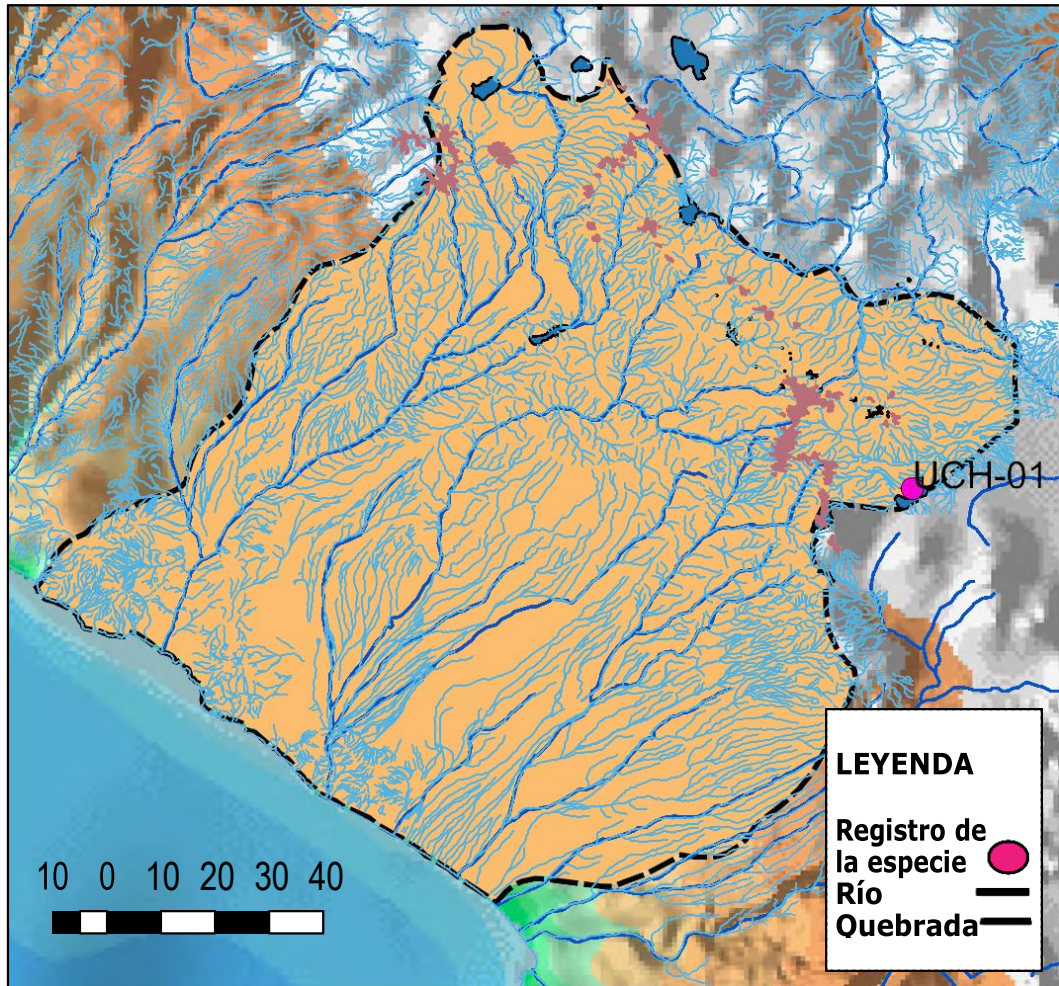 UCH-01
LEYENDA
Registro de
la especie
Río
Quebrada
10 0 10 20 30 40